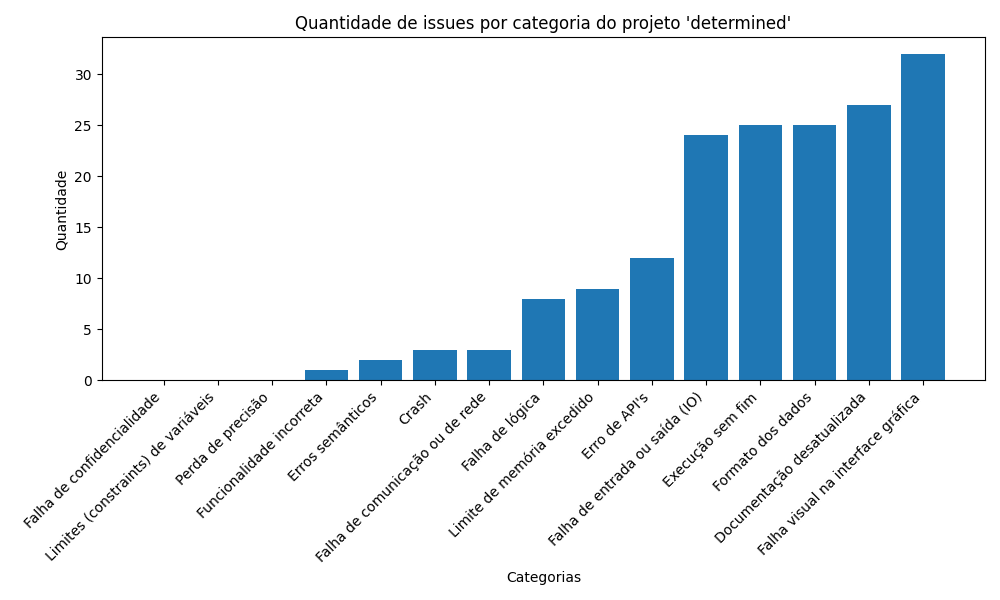 Quantidade de issues por categoria do projeto 'determined'
Quantidade
30
25
20
15
10
5
0
Falha de confidencialidade
Limites (constraints) de variáveis
Perda de precisão
Funcionalidade incorreta
Erros semânticos
Crash
Falha de comunicação ou de rede
Falha de lógica
Limite de memória excedido
Erro de API's
Falha de entrada ou saída (IO)
Execução sem fim
Formato dos dados
Documentação desatualizada
Falha visual na interface gráfica
Categorias